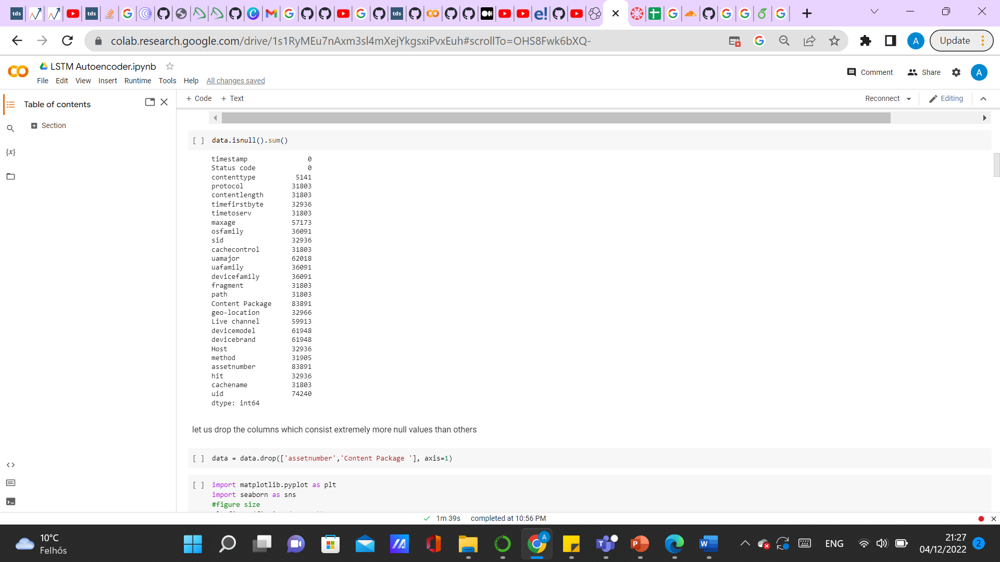 tds tds tds e!
colab.research.google.com/drive/1s1RyMEu7nAxm3sl4mXejYkgsxiPvxEuh#scrollTo=OHS8Fwk6bXQ-
A Update
LSTM Autoencoder.ipynb
File Edit View Insert Runtime Tools Help All changes saved
Comment Share A
Table of contents
+ Code + Text
Reconnect Editing
Section
{x}
[ ] data.isnull().sum()
timestamp 0
Status code 0
contenttype 5141
protocol 31803
contentlength 31803
timefirstbyte 32936
timetoserv 31803
maxage 57173
osfamily 36091
sid 32936
cachecontrol 31803
uamajor 62018
uafamily 36091
devicefamily 36091
fragment 31803
path 31803
Content Package 83891
geo-location 32966
Live channel 59913
devicemodel 61948
devicebrand 61948
Host 32936
method 31905
assetnumber 83891
hit 32936
cachename 31803
uid 74240
dtype: int64
let us drop the columns which consist extremely more null values than others
[ ] data = data.drop(['assetnumber','Content Package '], axis=1)
[ ] import matplotlib.pyplot as plt
import seaborn as sns
#figure size
1m 39s completed at 10:56 PM
10°C
Felhős
A
T
P
W
ENG
21:27
04/12/2022
2